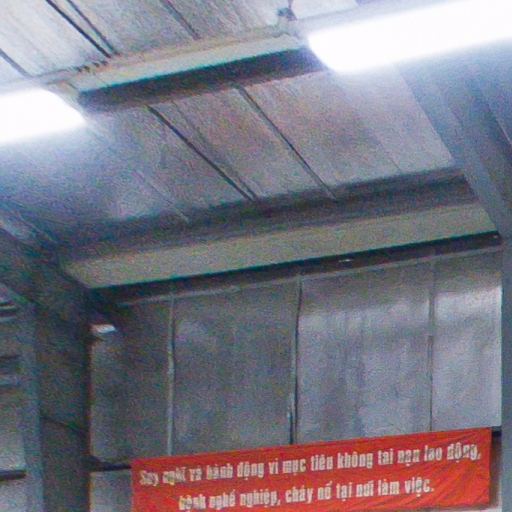 Suy nghĩ và hành động vì mục tiêu không tai nạn lao động,
bệnh nghề nghiệp, cháy nổ tại nơi làm việc.